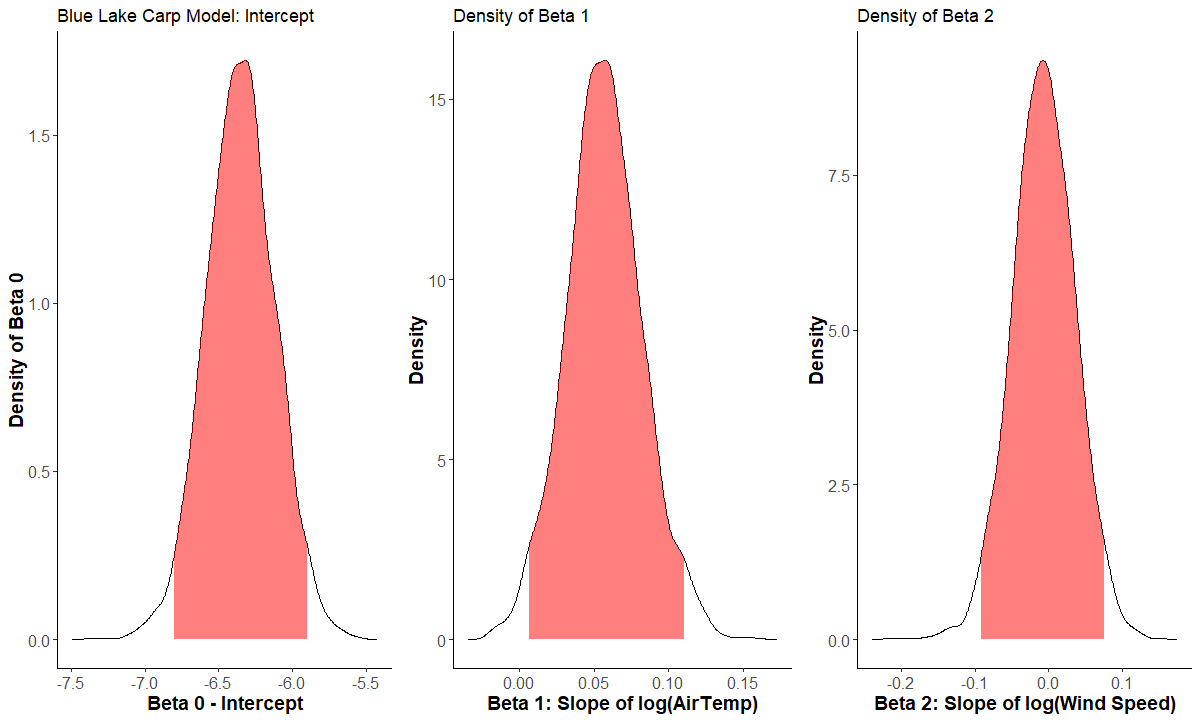 Blue Lake Carp Model: Intercept
Density of Beta 0
1.5
1.0
0.5
0.0
-7.5 -7.0 -6.5 -6.0 -5.5
Beta 0 - Intercept
Density of Beta 1
Density
15
10
5
0
0.00 0.05 0.10 0.15
Beta 1: Slope of log(AirTemp)
Density of Beta 2
Density
7.5
5.0
2.5
0.0
-0.2 -0.1 0.0 0.1
Beta 2: Slope of log(Wind Speed)